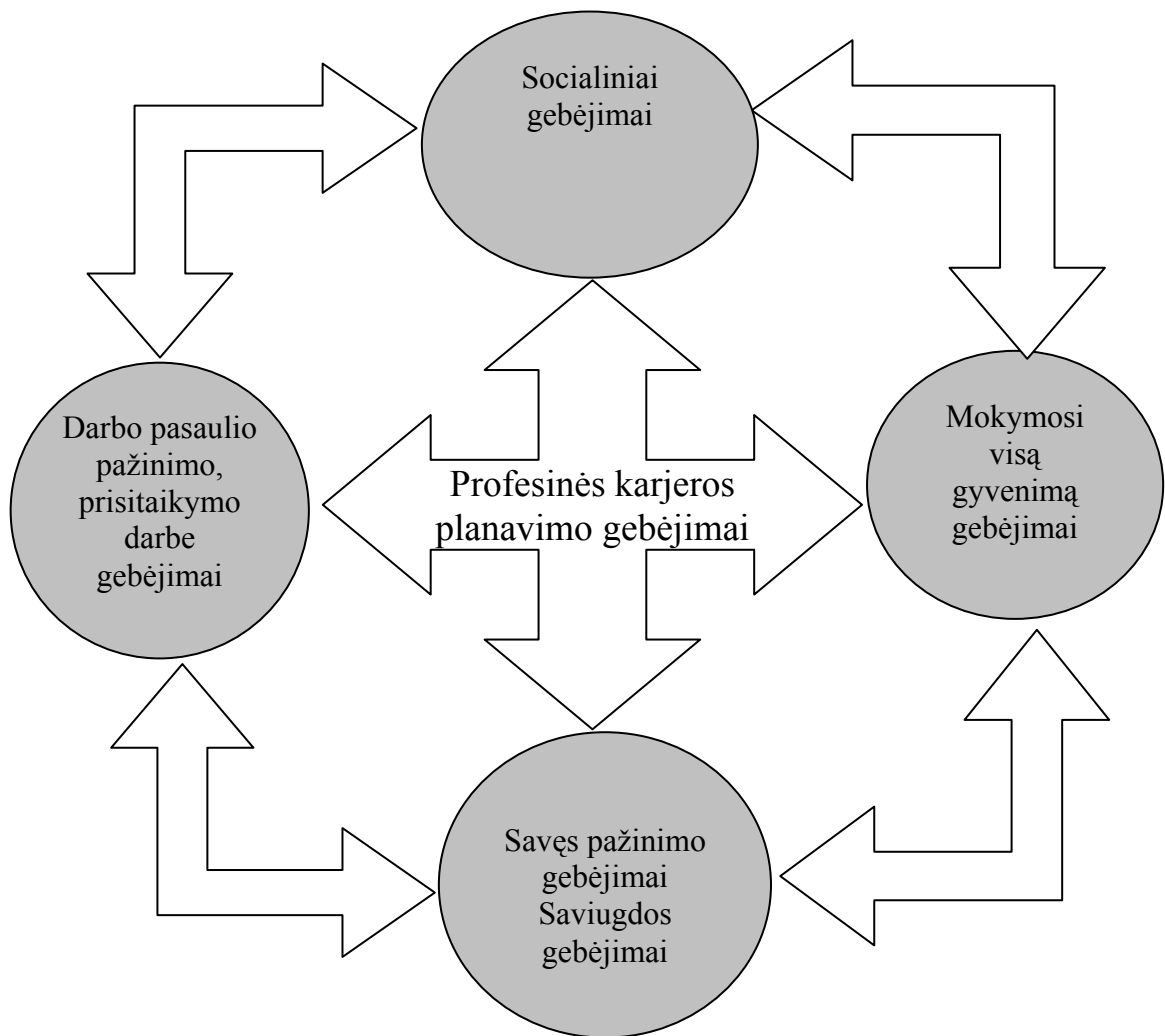 Socialiniai
gebėjimai
Darbo pasaulio
pažinimo,
prisitaikymo
darbe
gebėjimai
Profesinės karjeros
planavimo gebėjimai
Mokymosi
visą
gyvenimą
gebėjimai
Savęs pažinimo
gebėjimai
Saviugdos
gebėjimai